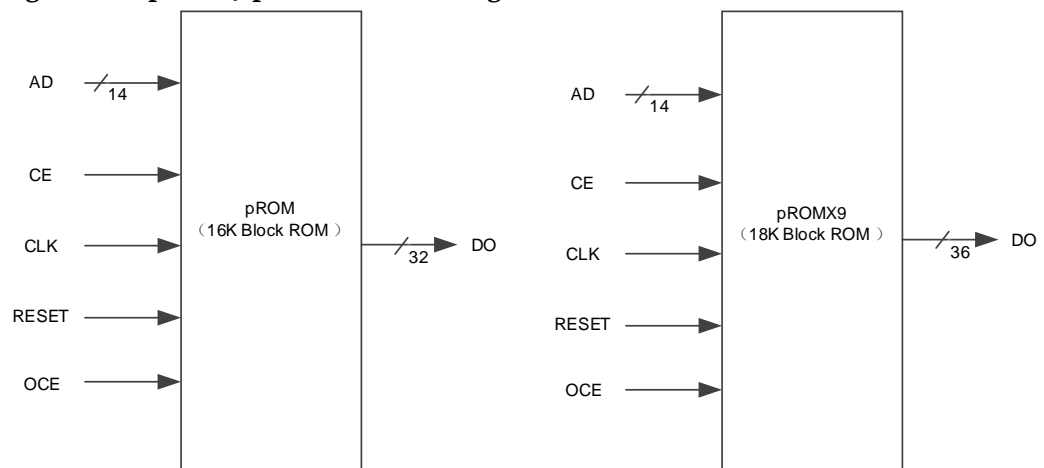 AD
14
CE
CLK
RESET
OCE
pROM
（16K Block ROM ）
32
DO
AD
14
CE
CLK
RESET
OCE
pROMX9
（18K Block ROM ）
36
DO